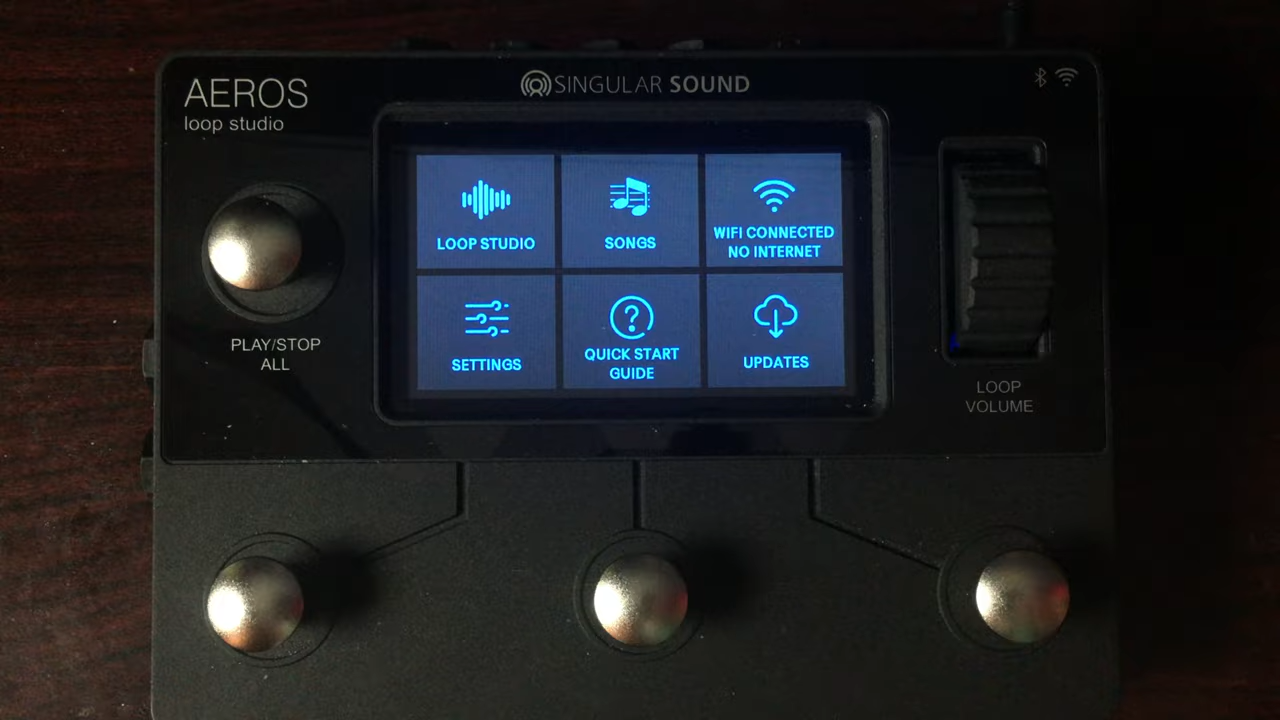 AEROS
loop studio
SINGULAR SOUND
LOOP STUDIO
SONGS
WIFI CONNECTED
NO INTERNET
SETTINGS
QUICK START
GUIDE
UPDATES
PLAY/STOP
ALL
LOOP
VOLUME